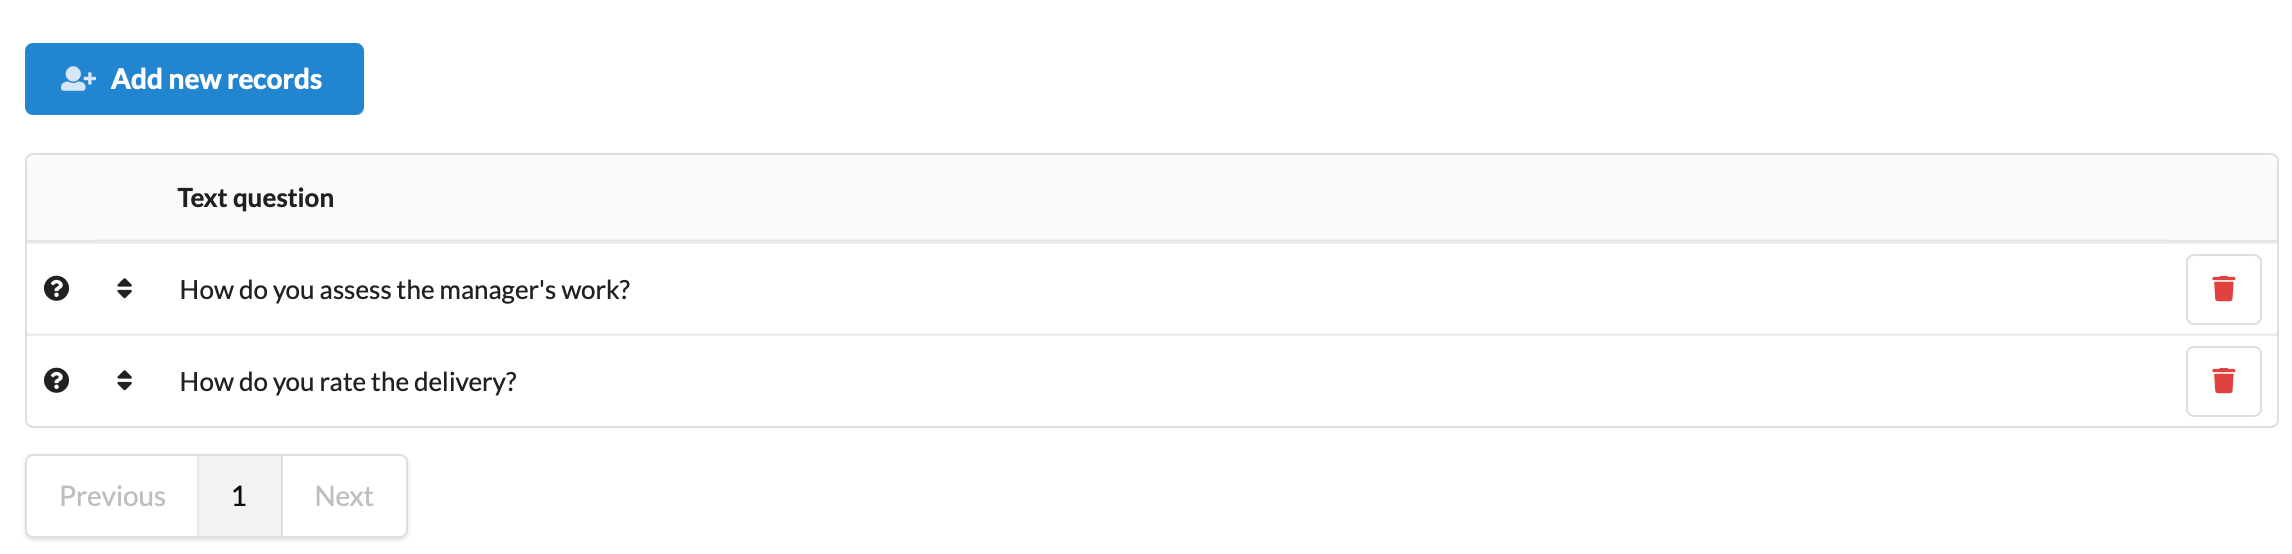 Add new records
Text question
How do you assess the manager's work?
How do you rate the delivery?
Previous 1 Next